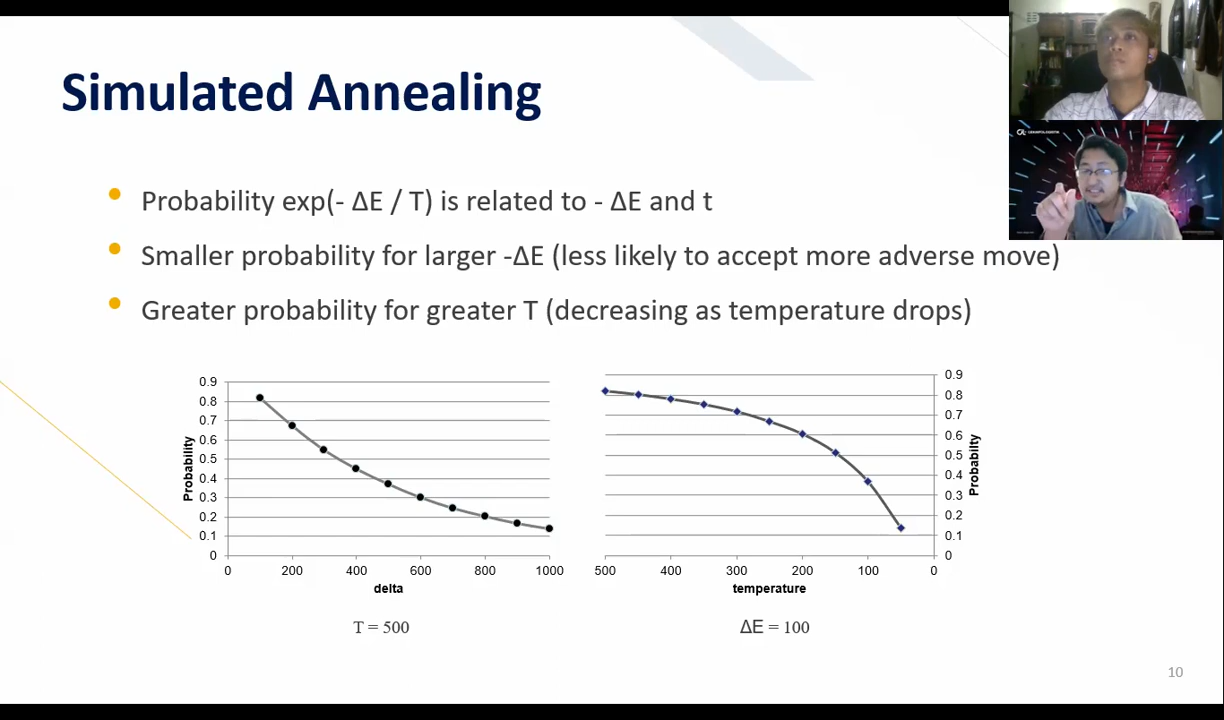 Simulated Annealing
Probability exp(- ΔE / T) is related to - ΔE and t
Smaller probability for larger -ΔE (less likely to accept more adverse move)
Greater probability for greater T (decreasing as temperature drops)
0.9
0.8
0.7
0.6
0.5
0.4
0.3
0.2
0.1
0
Probability
0 200 400 600 800 1000
delta
T = 500
0.9
0.8
0.7
0.6
0.5
0.4
0.3
0.2
0.1
0
Probabilty
500 400 300 200 100 0
temperature
ΔE = 100
10